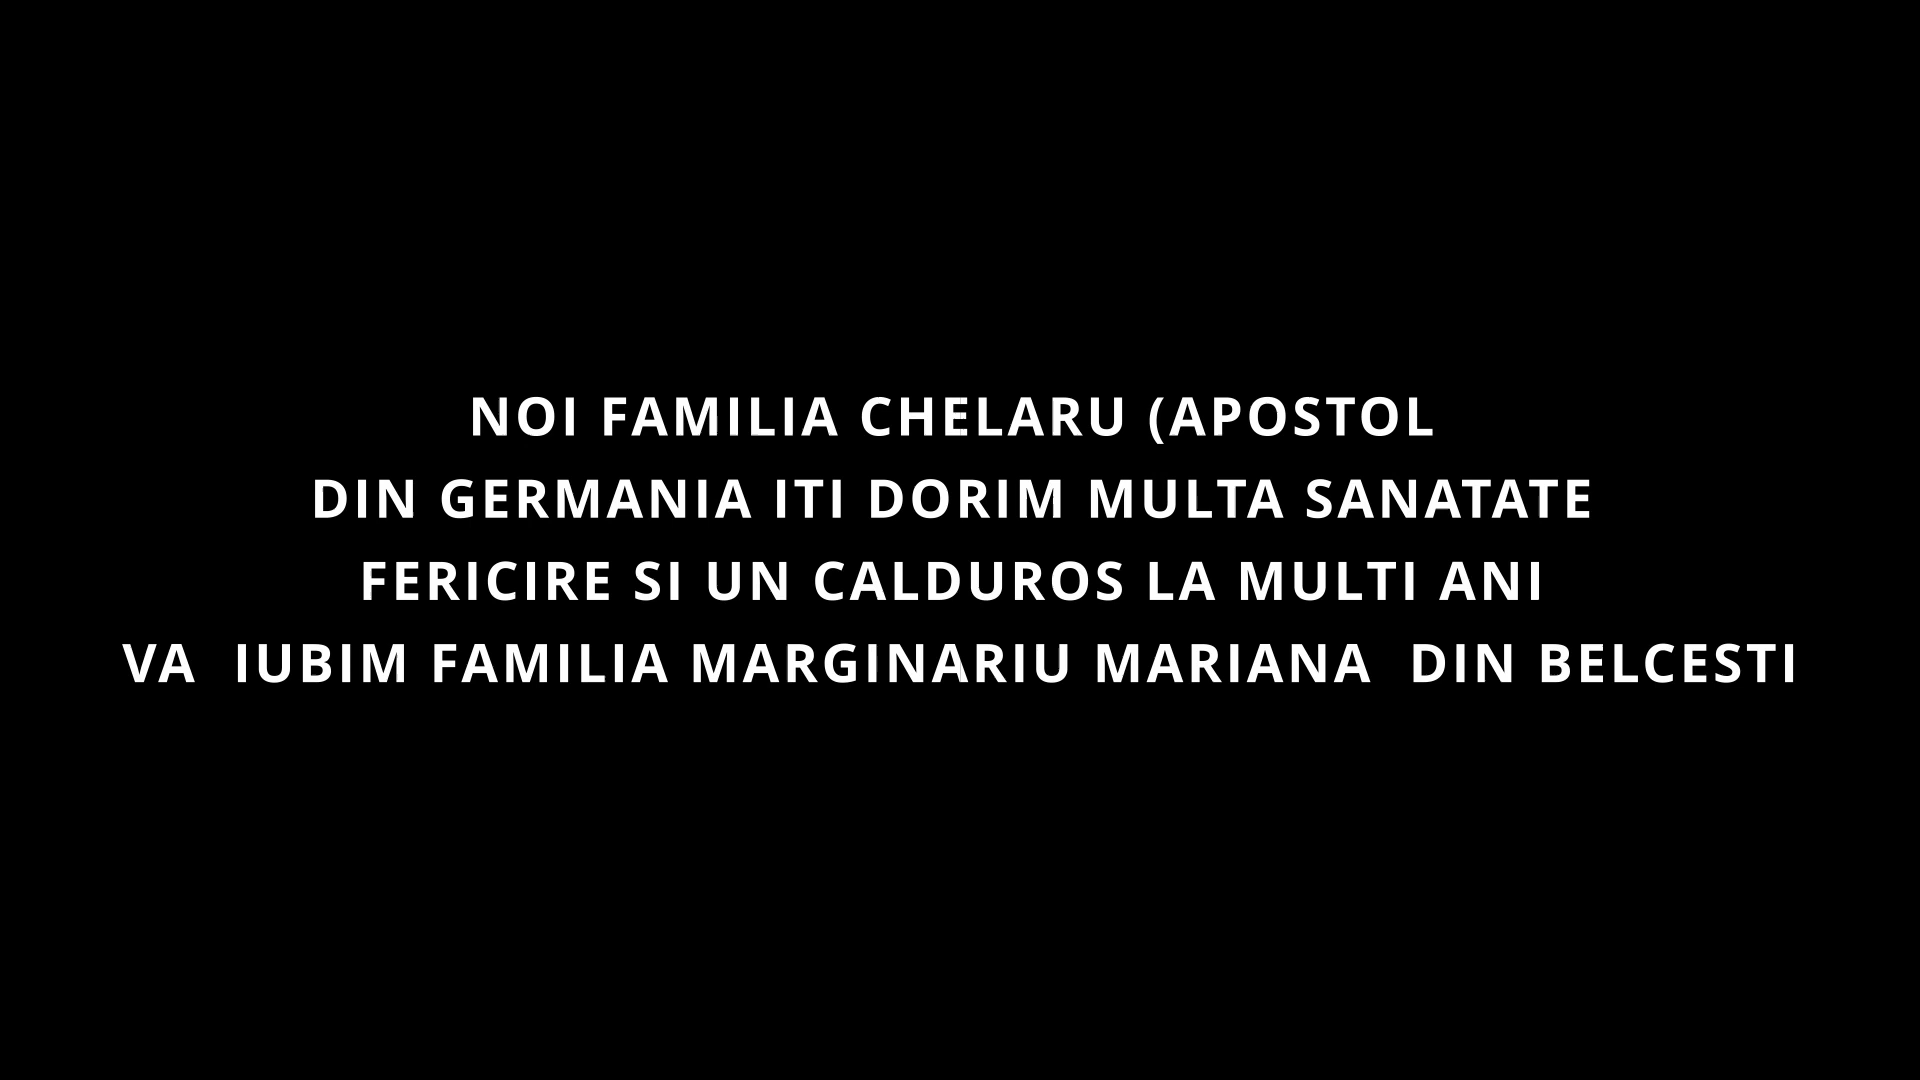 NOI FAMILIA CHELARU (APOSTOL
DIN GERMANIA ITI DORIM MULTA SANATATE
FERICIRE SI UN CALDUROS LA MULTI ANI
VA  IUBIM FAMILIA MARGINARIU MARIANA  DIN BELCESTI